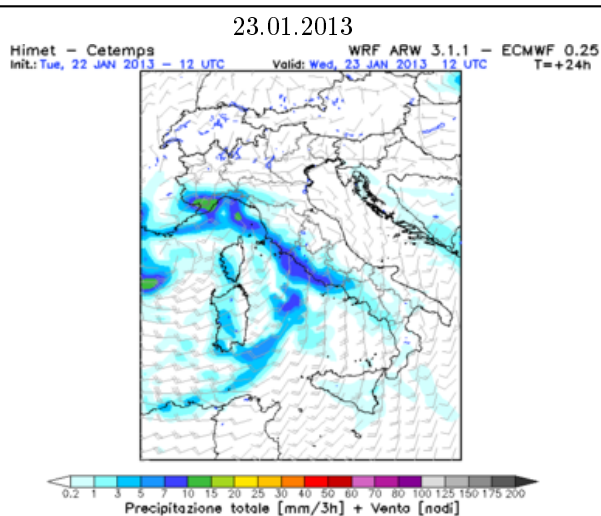 23.01.2013
Himet – Cetemps WRF ARW 3.1.1 – ECMWF 0.25
Init.: Tue, 22 JAN 2013 – 12 UTC Valid: Wed, 23 JAN 2013 12 UTC T=+24h
0.2 1 3 5 7 10 15 20 25 30 40 50 60 70 80 100 125 150 175 200
Precipitazione totale [mm/3h] + Vento [nodi]